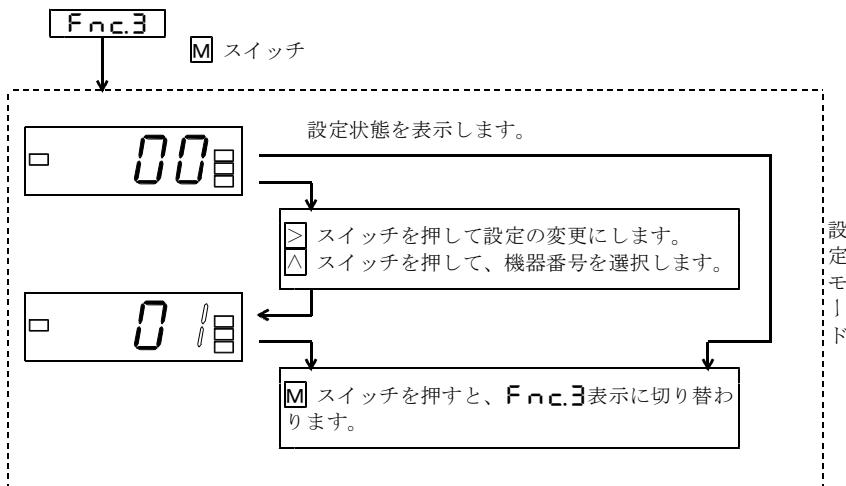 Fnc.3
M スイッチ
設定状態を表示します。
00
> スイッチを押して設定の変更にします。
∧ スイッチを押して、機器番号を選択します。
01
M スイッチを押すと、Fnc.3表示に切り替わ
ります。
設定モード